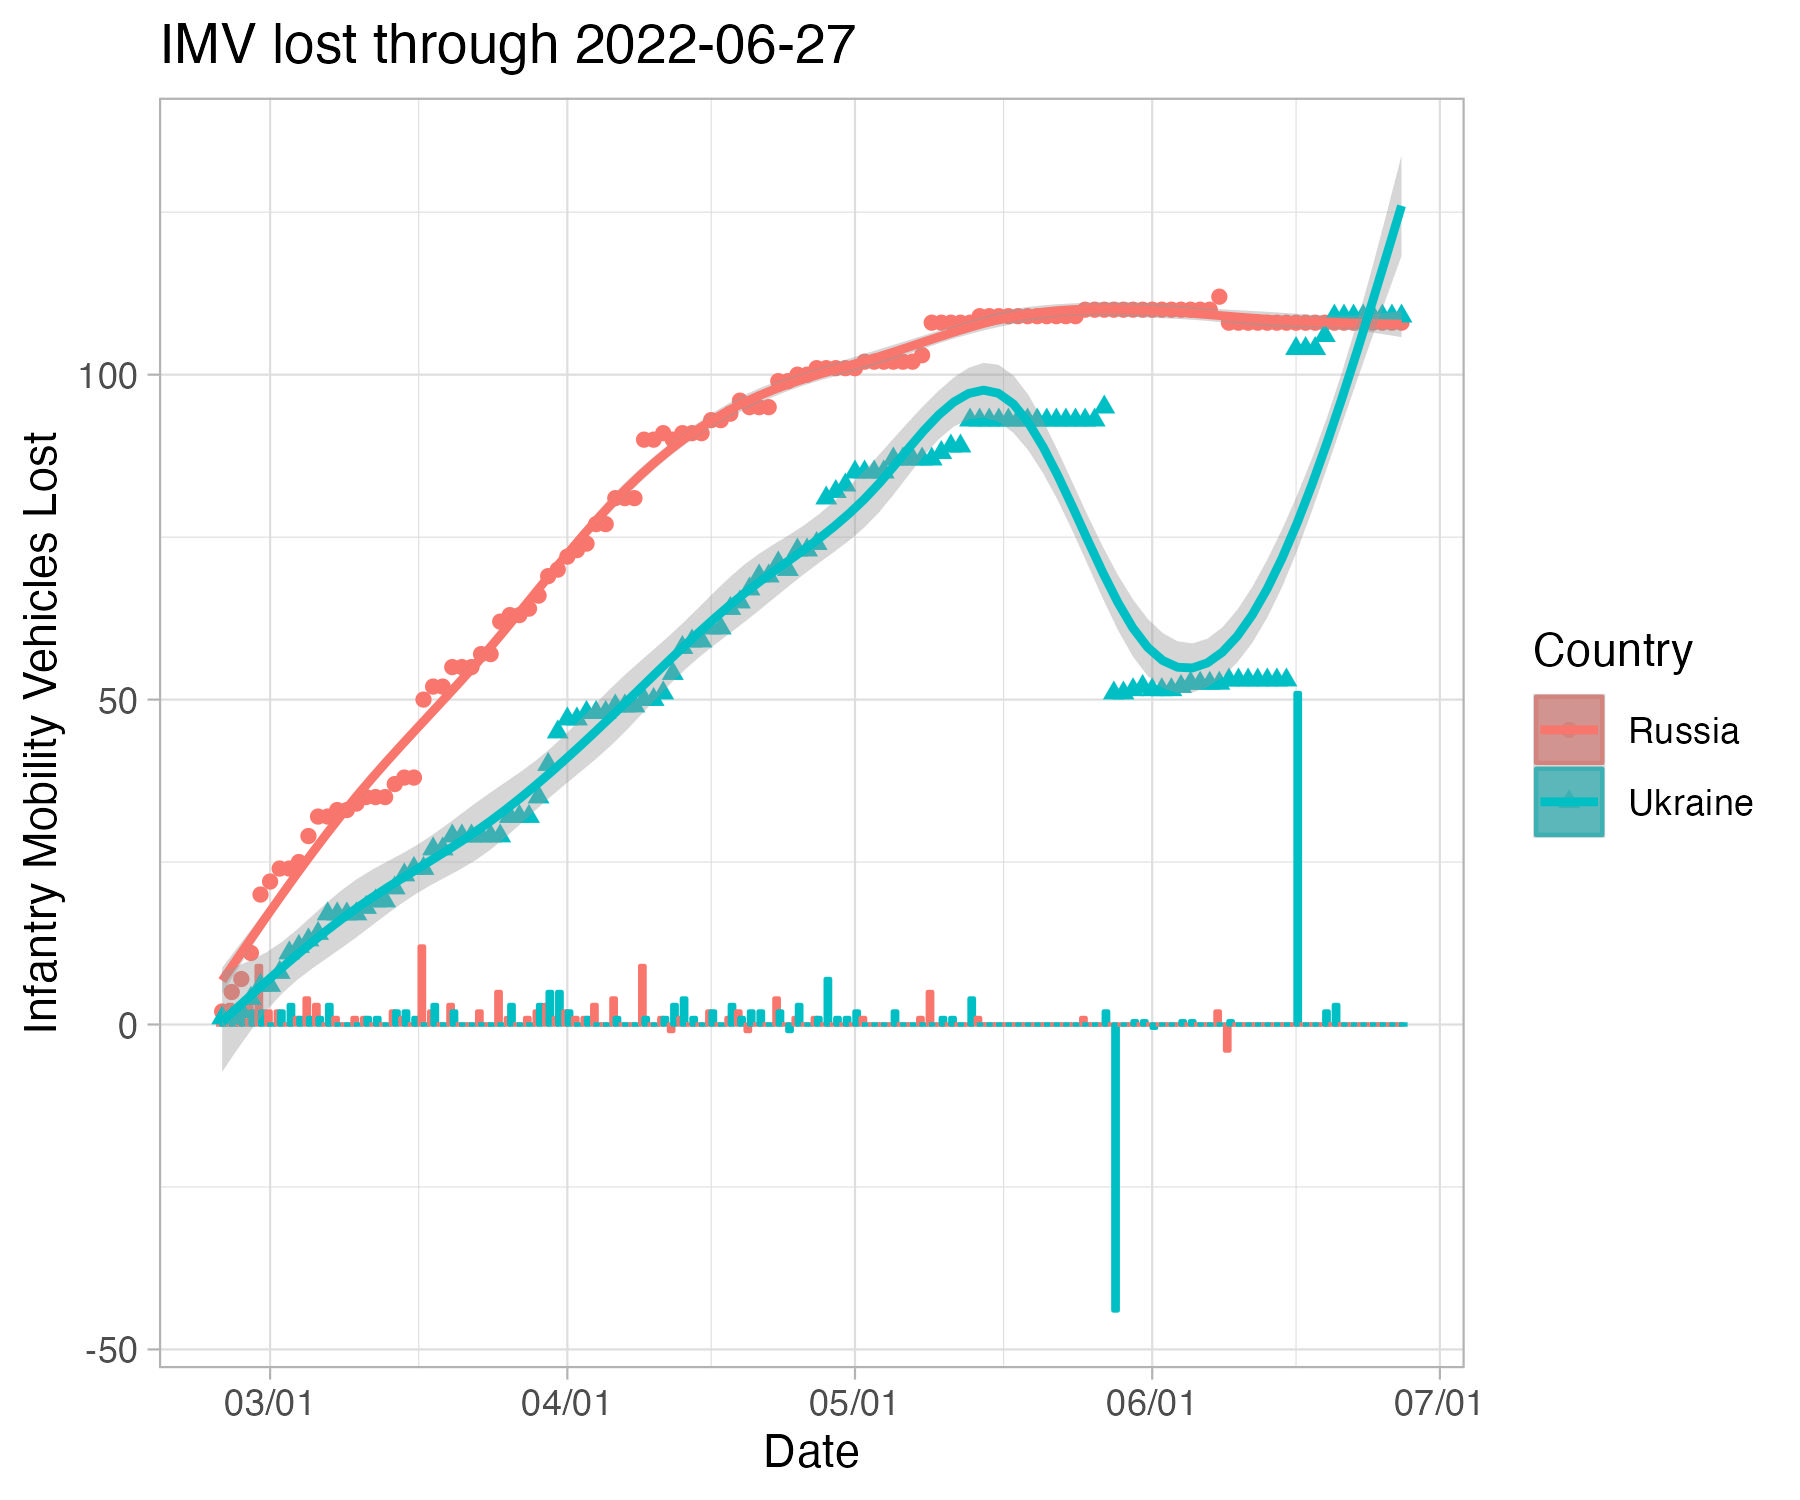 IMV lost through 2022-06-27
Infantry Mobility Vehicles Lost
100
50
0
-50
03/01
04/01
05/01
06/01
07/01
Date
Country
Russia
Ukraine